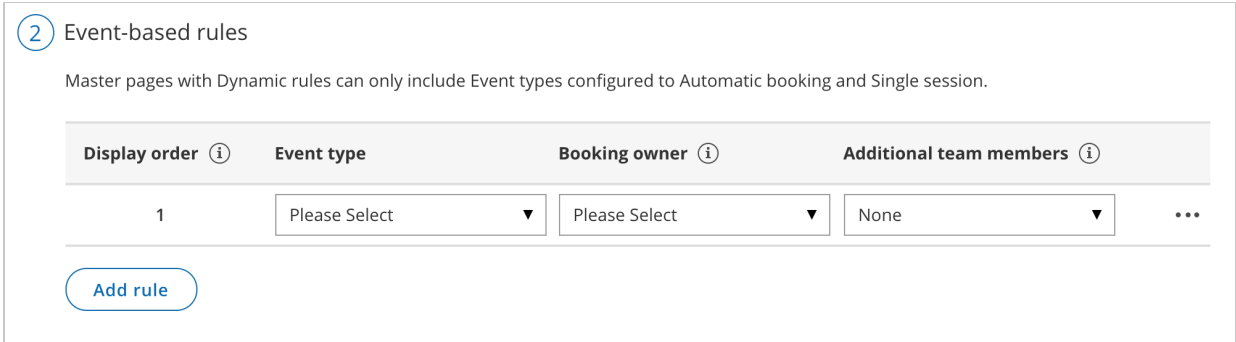 2 Event-based rules
Master pages with Dynamic rules can only include Event types configured to Automatic booking and Single session.
Display order i Event type Booking owner i Additional team members i
1 Please Select ▼ Please Select ▼ None ▼ •••
Add rule